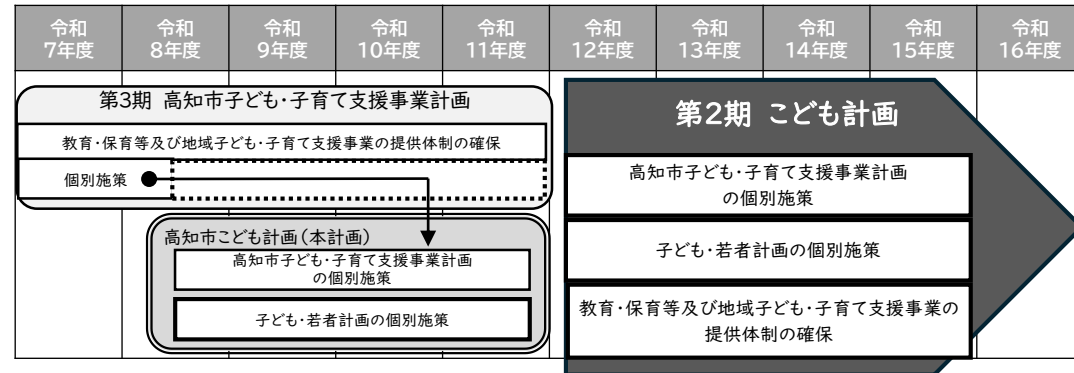 令和
7年度
令和
8年度
令和
9年度
令和
10年度
令和
11年度
令和
12年度
令和
13年度
令和
14年度
令和
15年度
令和
16年度
第3期 高知市子ども・子育て支援事業計画
教育・保育等及び地域子ども・子育て支援事業の提供体制の確保
個別施策
高知市こども計画(本計画)
高知市子ども・子育て支援事業計画
の個別施策
子ども・若者計画の個別施策
第2期 こども計画
高知市子ども・子育て支援事業計画
の個別施策
子ども・若者計画の個別施策
教育・保育等及び地域子ども・子育て支援事業の
提供体制の確保